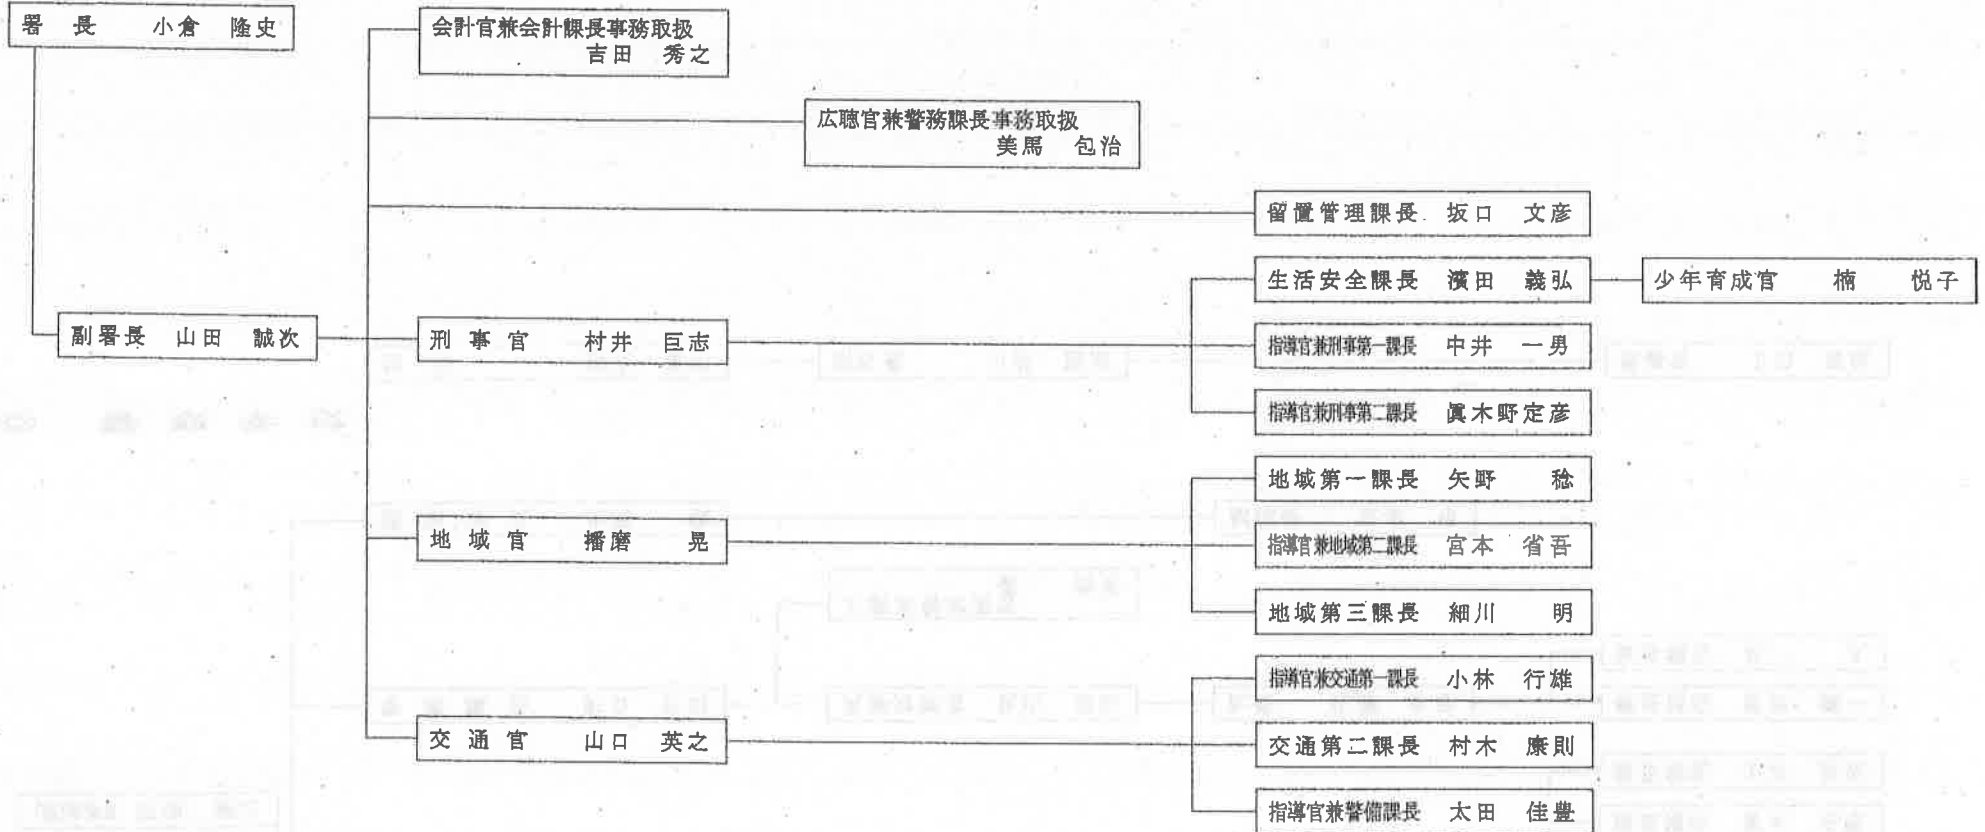 署長 小倉 隆史
会計官兼会計課長事務取扱
吉田 秀之
広聴官兼警務課長事務取扱
美馬 包治
留置管理課長 坂口 文彦
生活安全課長 濱田 義弘
少年育成官 楠 悦子
副署長 山田 誠次
刑事官 村井 巨志
指導官兼刑事第一課長 中井 一男
指導官兼刑事第二課長 眞木野定彦
地域第一課長 矢野 稔
地域官 播磨 晃
指導官兼地域第二課長 宮本 省吾
地域第三課長 細川 明
指導官兼交通第一課長 小林 行雄
交通官 山口 英之
交通第二課長 村木 康則
指導官兼警備課長 太田 佳豊